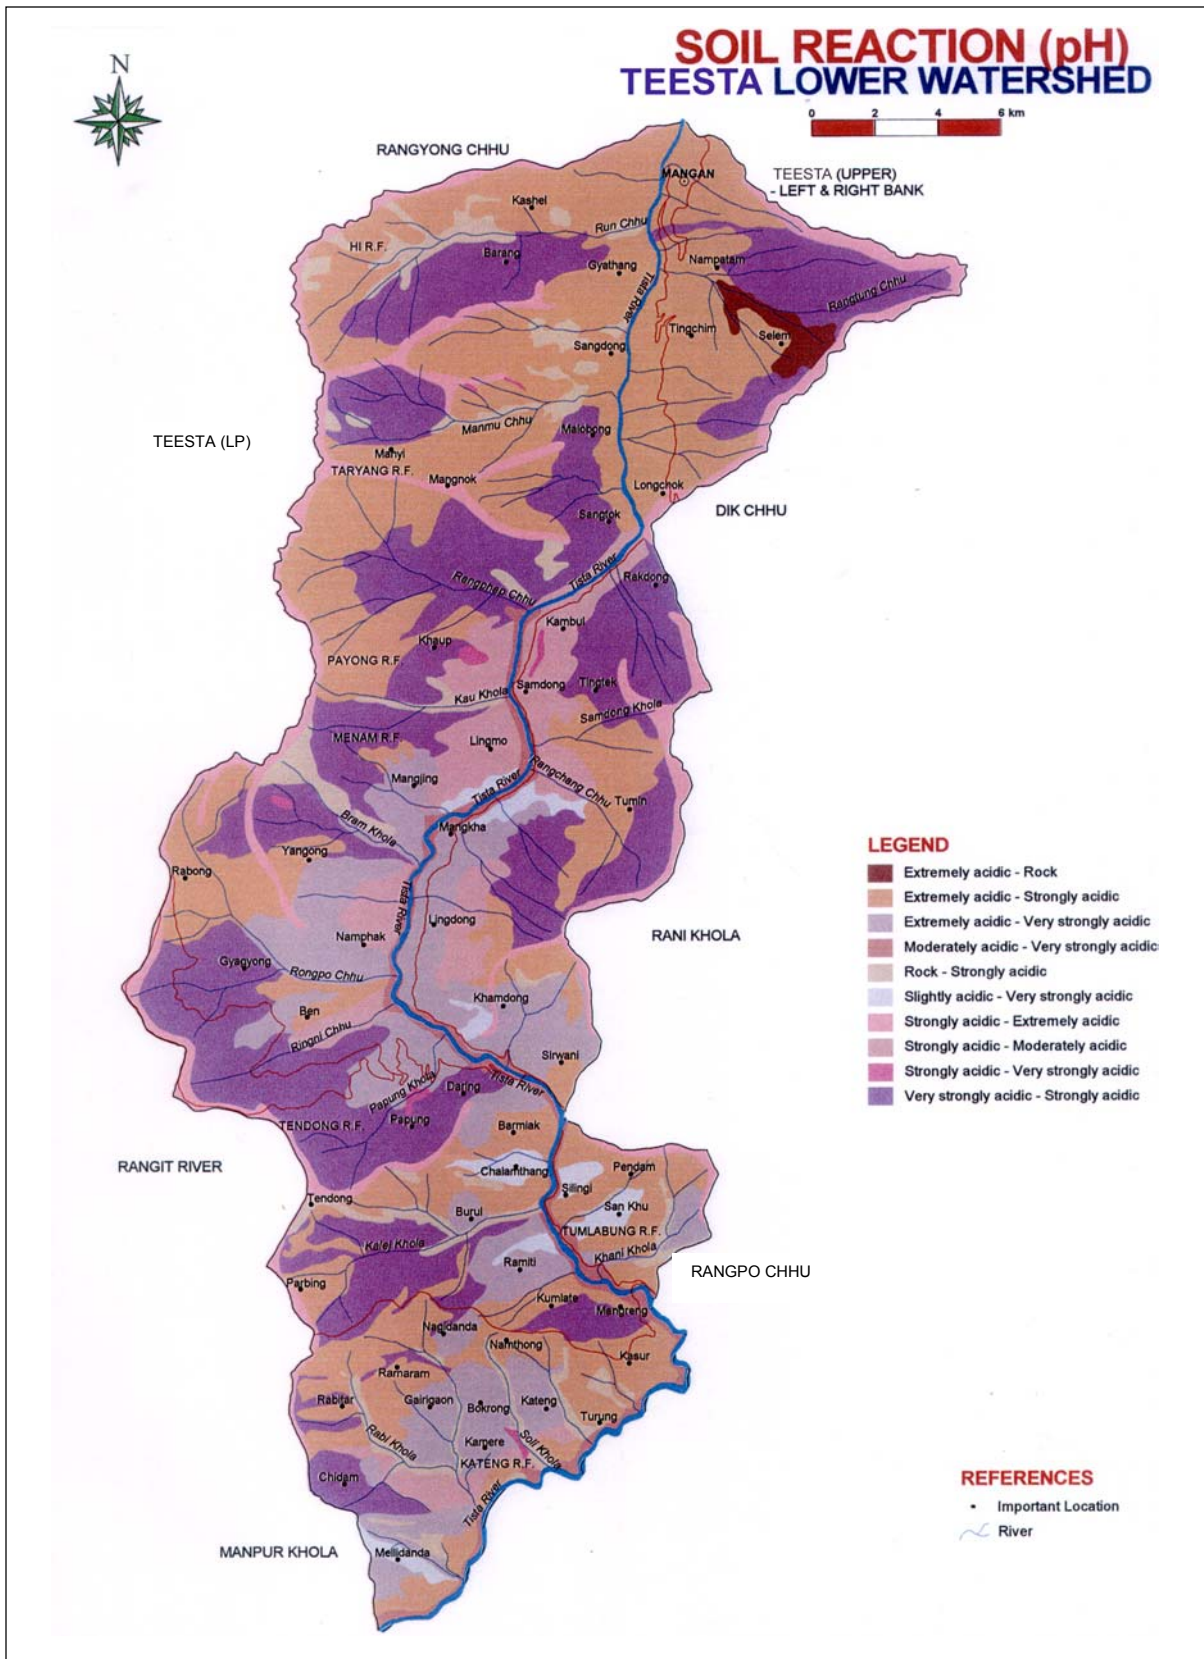 SOIL REACTION (pH)
TEESTA LOWER WATERSHED
N
0 2 4 6 km
RANGYONG CHHU
MANGAN
TEESTA (UPPER)
- LEFT & RIGHT BANK
Kashel
Run Chhu
HI R.F.
Barang
Gyathang
Nampatam
Tista River
Rangtung Chhu
Tingchim
Selem
Sangdong
Manmu Chhu
Malobong
TEESTA (LP)
Manyi
TARYANG R.F.
Mangnok
Longchok
DIK CHHU
Sangtok
Tista River
Rangphap Chhu
Rakdong
Kambul
Khaup
PAYONG R.F.
Kau Khola
Samdong
Tingtek
Samdong Khola
MENAM R.F.
Lingmo
Rangchang Chhu
Mangjing
Tista River
Tumin
Bram Khola
Mangkha
Yangong
Rabong
Tista River
Lingdong
Namphak
RANI KHOLA
Gyagyong
Rongpo Chhu
Khamdong
Ben
Ringni Chhu
Sirwani
Tista River
Papung Khola
Daring
Papung
TENDONG R.F.
Barmiak
RANGIT RIVER
Chalamthang
Pendam
Silingi
Tendong
San Khu
Burul
TUMLABUNG R.F.
Kalej Khola
Khani Khola
Ramiti
RANGPO CHHU
Parbing
Kumlate
Mangreng
Nagidanda
Namthong
Kasur
Ramaram
Rabitar
Gairigaon
Bokrong
Kateng
Turung
Rabi Khola
Kamere
Soli Khola
KATENG R.F.
Chidam
Tista River
MANPUR KHOLA
Mellidanda
LEGEND
Extremely acidic - Rock
Extremely acidic - Strongly acidic
Extremely acidic - Very strongly acidic
Moderately acidic - Very strongly acidic
Rock - Strongly acidic
Slightly acidic - Very strongly acidic
Strongly acidic - Extremely acidic
Strongly acidic - Moderately acidic
Strongly acidic - Very strongly acidic
Very strongly acidic - Strongly acidic
REFERENCES
Important Location
River